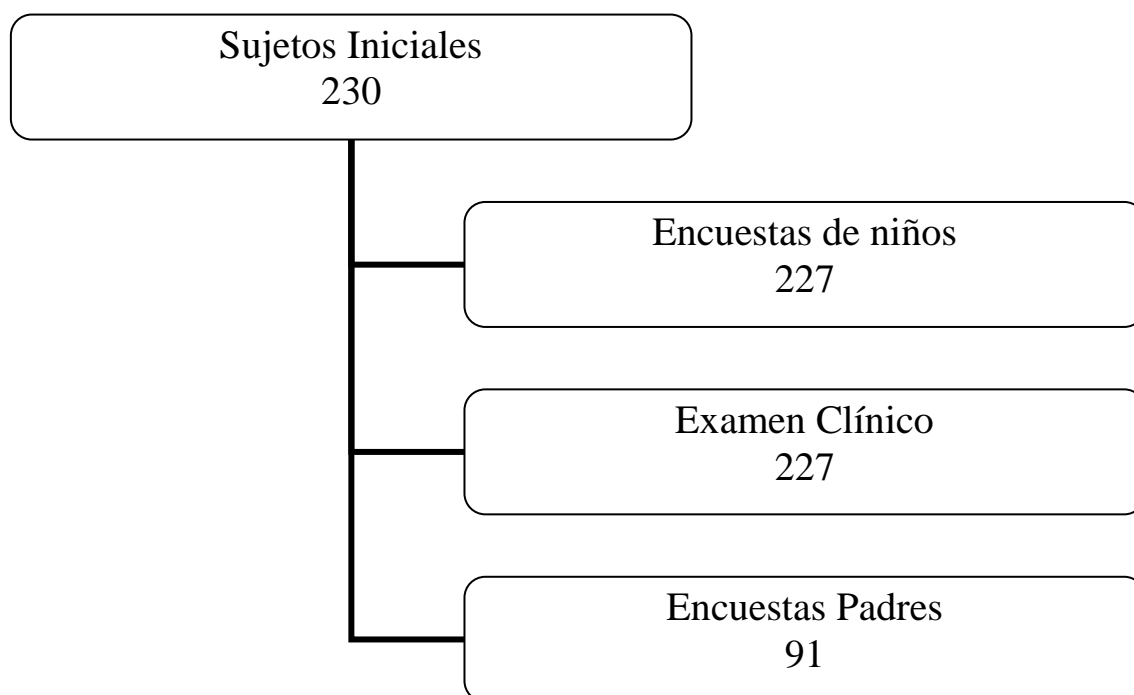 Sujetos Iniciales
230
Encuestas de niños
227
Examen Clínico
227
Encuestas Padres
91